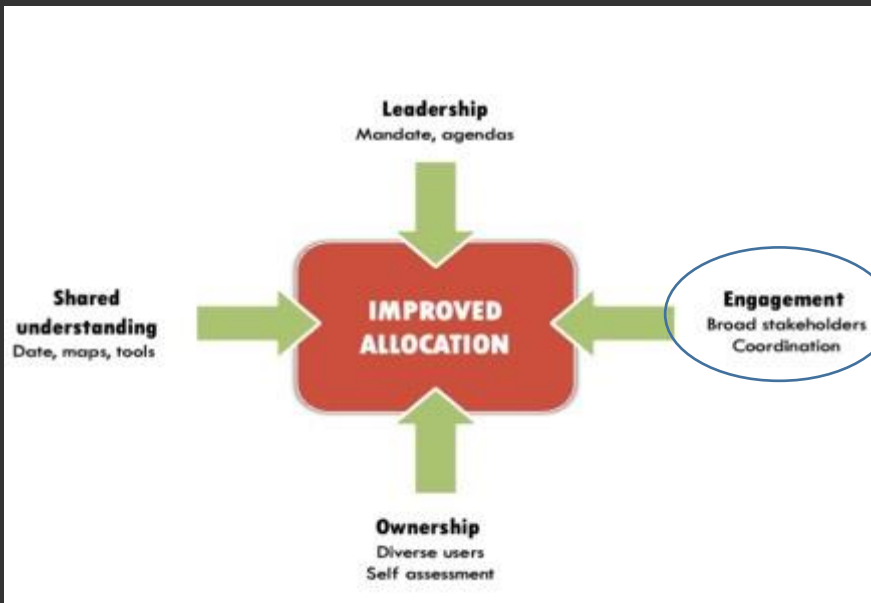 Leadership
Mandate, agendas
Shared
understanding
Date, maps, tools
IMPROVED
ALLOCATION
Engagement
Broad stakeholders
Coordination
Ownership
Diverse users
Self assessment